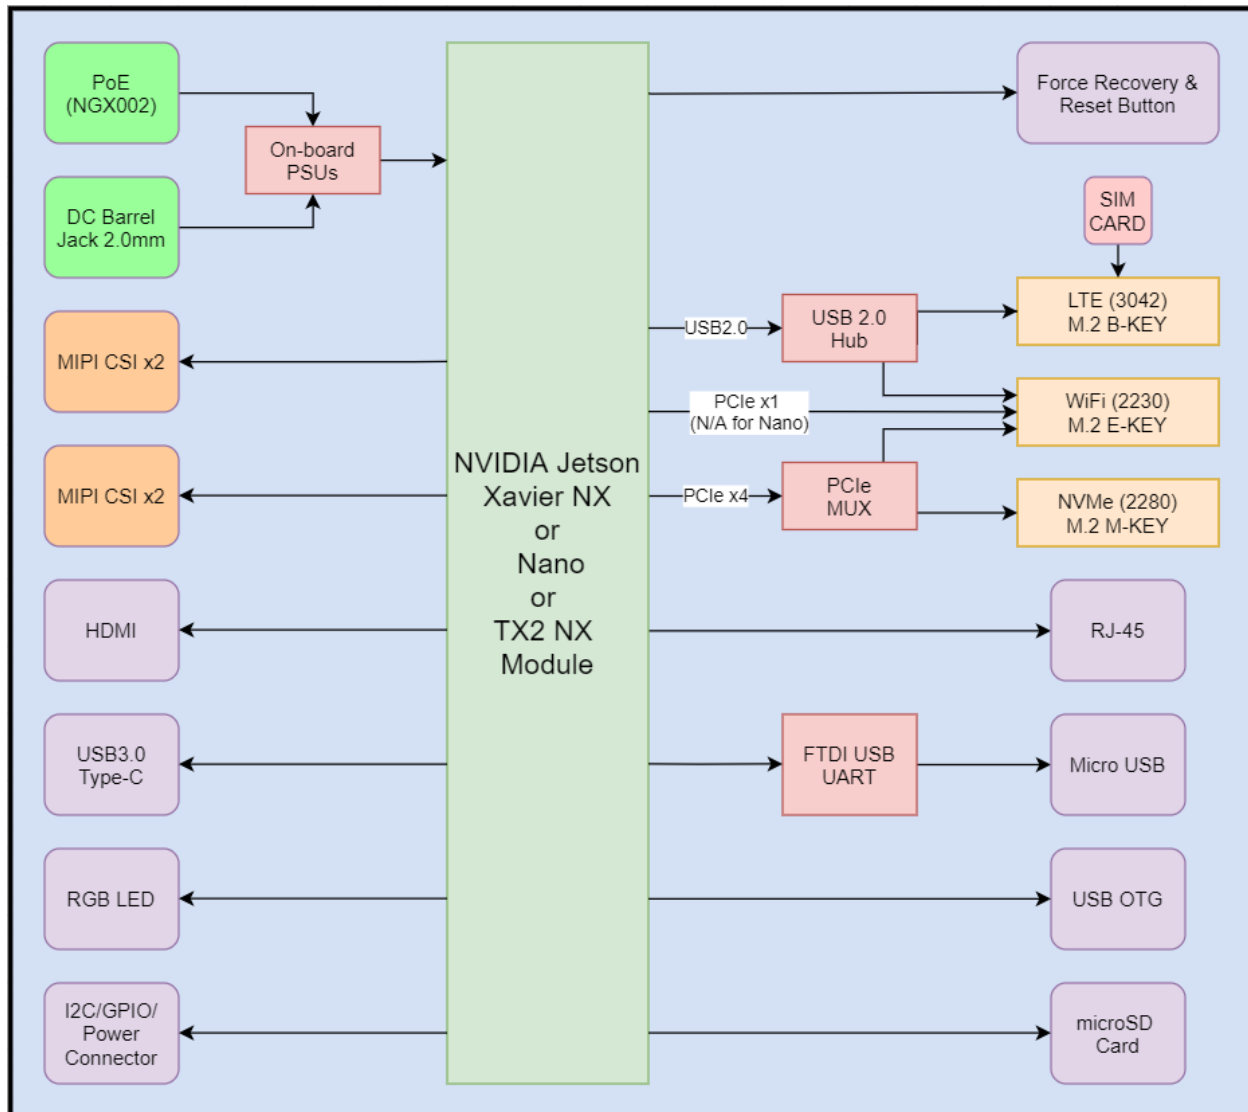 PoE
(NGX002)
On-board
PSUs
DC Barrel
Jack 2.0mm
MIPI CSI x2
MIPI CSI x2
HDMI
USB3.0
Type-C
RGB LED
I2C/GPIO/
Power
Connector
NVIDIA Jetson
Xavier NX
or
Nano
or
TX2 NX
Module
Force Recovery &
Reset Button
SIM
CARD
USB2.0
USB 2.0
Hub
LTE (3042)
M.2 B-KEY
PCIe x1
(N/A for Nano)
WiFi (2230)
M.2 E-KEY
PCIe x4
PCIe
MUX
NVMe (2280)
M.2 M-KEY
RJ-45
FTDI USB
UART
Micro USB
USB OTG
microSD
Card